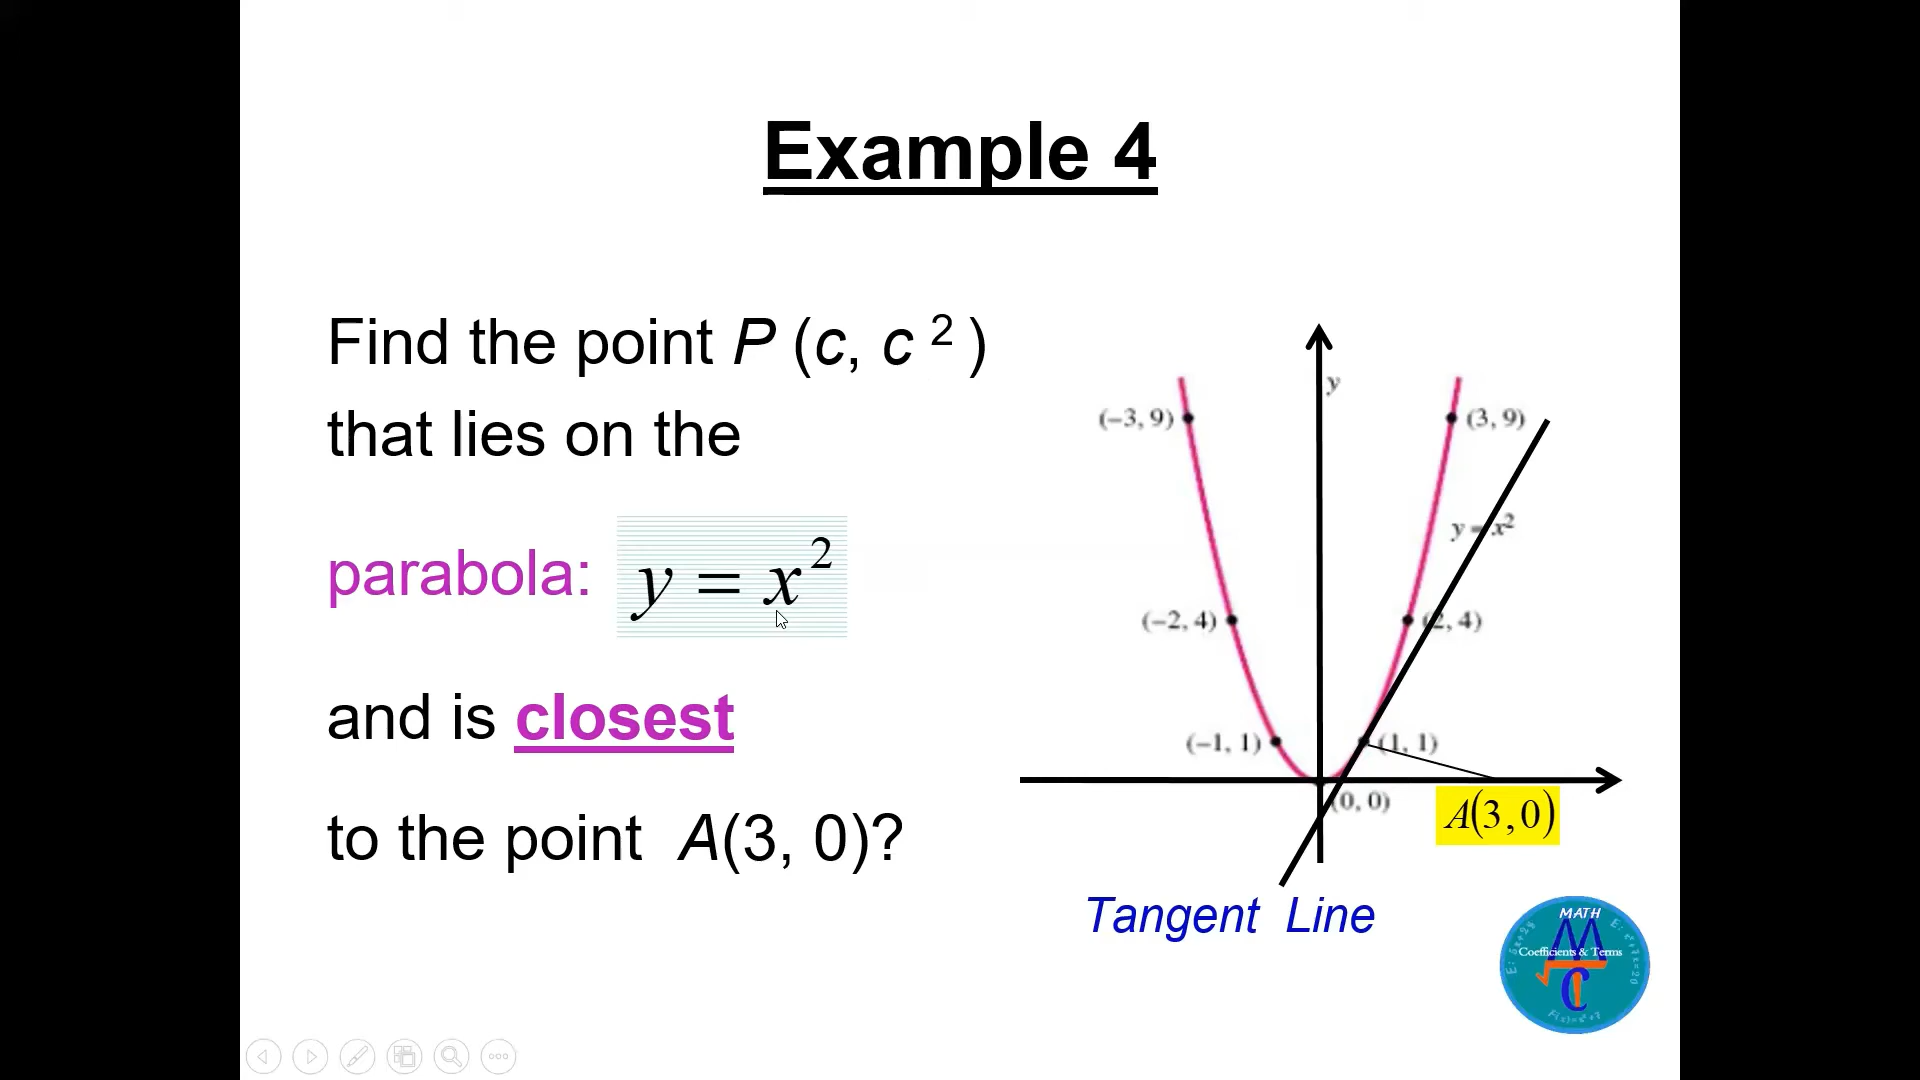 Example 4
Find the point P (c, c ²)
that lies on the
parabola: y = x²
and is closest
to the point A(3, 0)?
y
(−3, 9)
(3, 9)
y = x²
(−2, 4)
(2, 4)
(−1, 1)
(1, 1)
(0, 0)
A(3,0)
Tangent Line
MATH
Coefficients & Terms